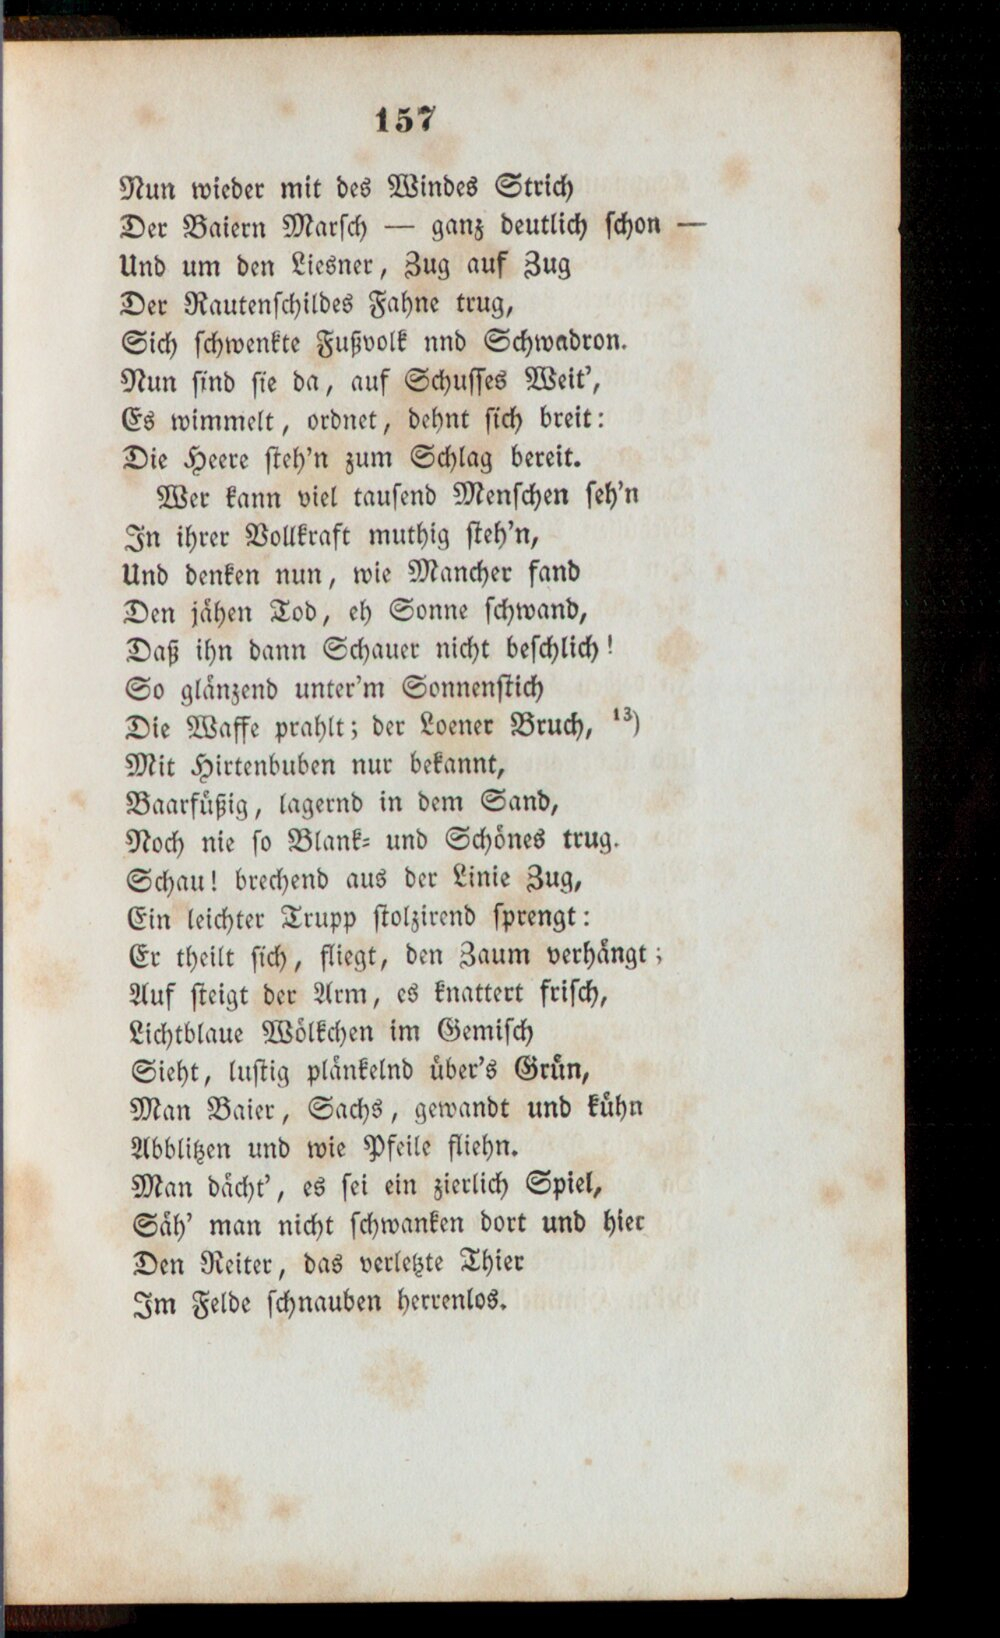 157
Nun wieder mit des Windes Strich
Der Baiern Marsch — ganz deutlich schon —
Und um den Liesner, Zug auf Zug
Der Rautenschildes Fahne trug,
Sich schwenkte Fußvolk nnd Schwadron.
Nun sind sie da, auf Schusses Weit',
Es wimmelt, ordnet, dehnt sich breit:
Die Heere steh'n zum Schlag bereit.
Wer kann viel tausend Menschen seh'n
In ihrer Vollkraft muthig steh'n,
Und denken nun, wie Mancher fand
Den jähen Tod, eh Sonne schwand,
Daß ihn dann Schauer nicht beschlich!
So glänzend unter'm Sonnenstich
Die Waffe prahlt; der Loener Bruch, ¹³)
Mit Hirtenbuben nur bekannt,
Baarfüßig, lagernd in dem Sand,
Noch nie so Blank- und Schönes trug.
Schau! brechend aus der Linie Zug,
Ein leichter Trupp stolzirend sprengt:
Er theilt sich, fliegt, den Zaum verhängt;
Auf steigt der Arm, es knattert frisch,
Lichtblaue Wölkchen im Gemisch
Sieht, lustig plänkelnd über's Grün,
Man Baier, Sachs, gewandt und kühn
Abblitzen und wie Pfeile fliehn.
Man dächt', es sei ein zierlich Spiel,
Säh' man nicht schwanken dort und hier
Den Reiter, das verletzte Thier
Im Felde schnauben herrenlos.